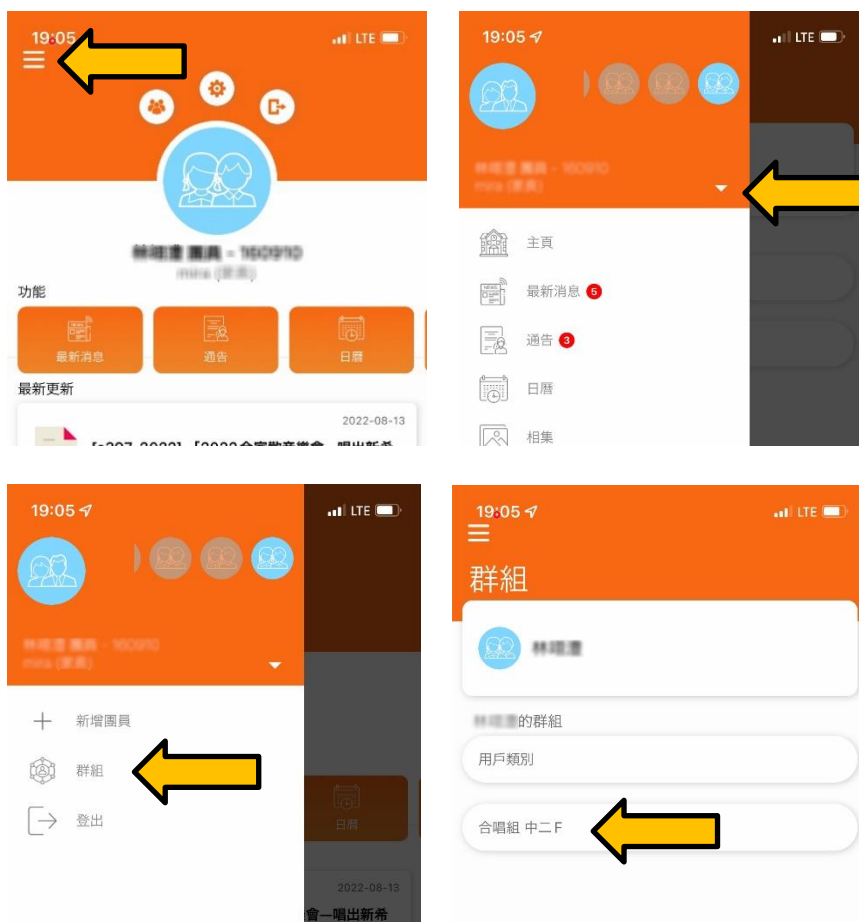 19:05
LTE
功能
最新消息
通告
日曆
最新更新
2022-08-13
19:05
LTE
主頁
最新消息 5
通告 3
日曆
相集
19:05
LTE
新增團員
群組
登出
日曆
2022-08-13
會—唱出新希
19:05
LTE
群組
的群組
用戶類別
合唱組 中二 F